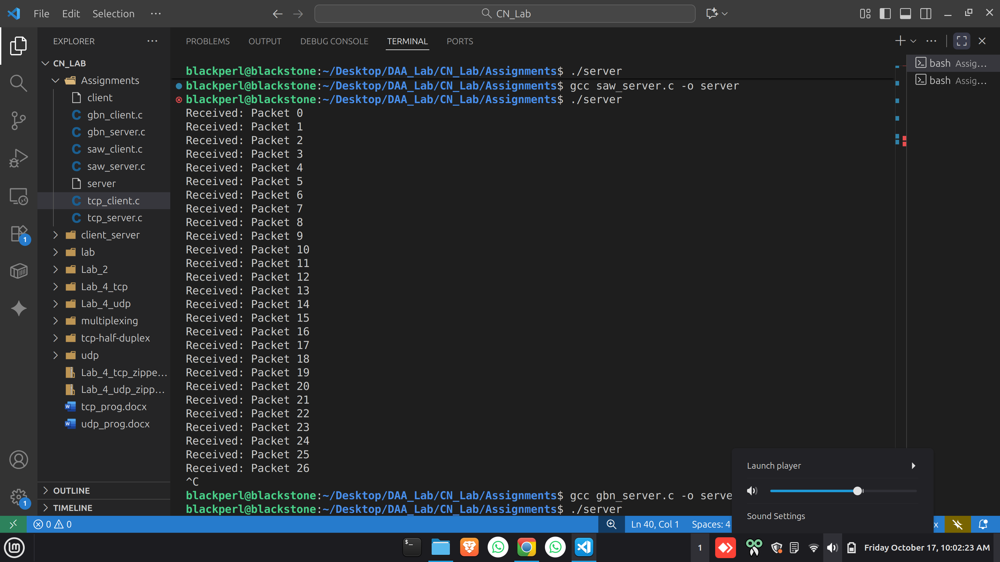 File Edit Selection ···
CN_Lab
EXPLORER ···
CN_LAB
Assignments
client
gbn_client.c
gbn_server.c
saw_client.c
saw_server.c
server
tcp_client.c
tcp_server.c
client_server
lab
Lab_2
Lab_4_tcp
Lab_4_udp
multiplexing
tcp-half-duplex
udp
Lab_4_tcp_zippe...
Lab_4_udp_zipp...
tcp_prog.docx
udp_prog.docx
OUTLINE
TIMELINE
1
1
PROBLEMS OUTPUT DEBUG CONSOLE TERMINAL PORTS
blackperl@blackstone:~/Desktop/DAA_Lab/CN_Lab/Assignments$ ./server
blackperl@blackstone:~/Desktop/DAA_Lab/CN_Lab/Assignments$ gcc saw_server.c -o server
blackperl@blackstone:~/Desktop/DAA_Lab/CN_Lab/Assignments$ ./server
Received: Packet 0
Received: Packet 1
Received: Packet 2
Received: Packet 3
Received: Packet 4
Received: Packet 5
Received: Packet 6
Received: Packet 7
Received: Packet 8
Received: Packet 9
Received: Packet 10
Received: Packet 11
Received: Packet 12
Received: Packet 13
Received: Packet 14
Received: Packet 15
Received: Packet 16
Received: Packet 17
Received: Packet 18
Received: Packet 19
Received: Packet 20
Received: Packet 21
Received: Packet 22
Received: Packet 23
Received: Packet 24
Received: Packet 25
Received: Packet 26
^C
blackperl@blackstone:~/Desktop/DAA_Lab/CN_Lab/Assignments$ gcc gbn_server.c -o serve
blackperl@blackstone:~/Desktop/DAA_Lab/CN_Lab/Assignments$ ./server
bash Assig...
bash Assig...
Launch player
Sound Settings
0 0
Ln 40, Col 1 Spaces: 4
x
$_
1
Friday October 17, 10:02:23 AM